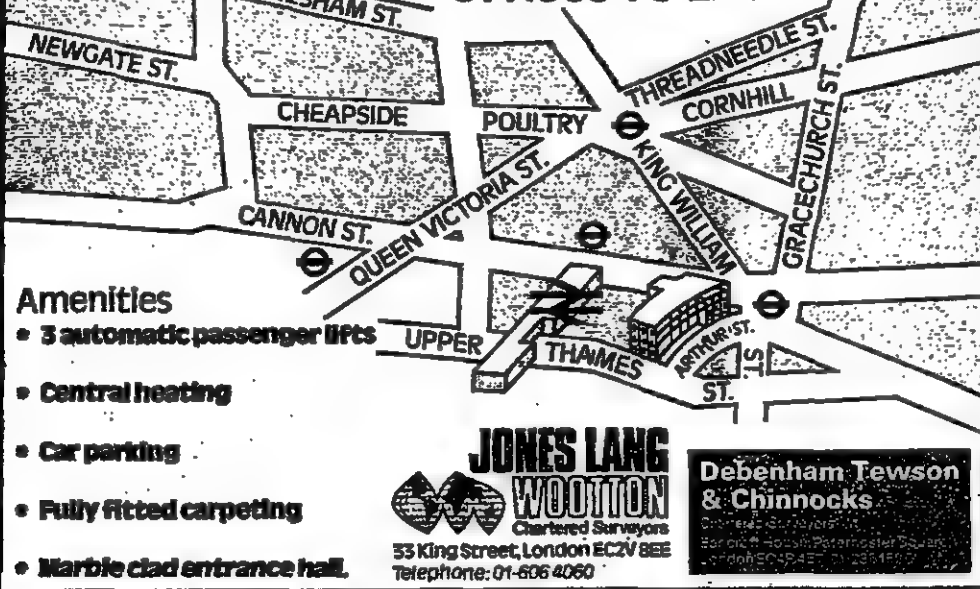 NEWGATE ST.
CHEAPSIDE
POULTRY
THREADNEEDLE ST.
CORNHILL
GRACECHURCH ST.
KING WILLIAM
QUEEN VICTORIA ST.
CANNON ST.
UPPER
THAMES
ST.
ARTHUR ST.
ST.
Amenities
• 3 automatic passenger lifts
• Central heating
• Car parking
• Fully fitted carpeting
• Marble clad entrance hall.
JONES LANG
WOOTTON
Chartered Surveyors
33 King Street, London EC2V 8EE
Telephone: 01-606 4060
Debenham Tewson
& Chinnocks